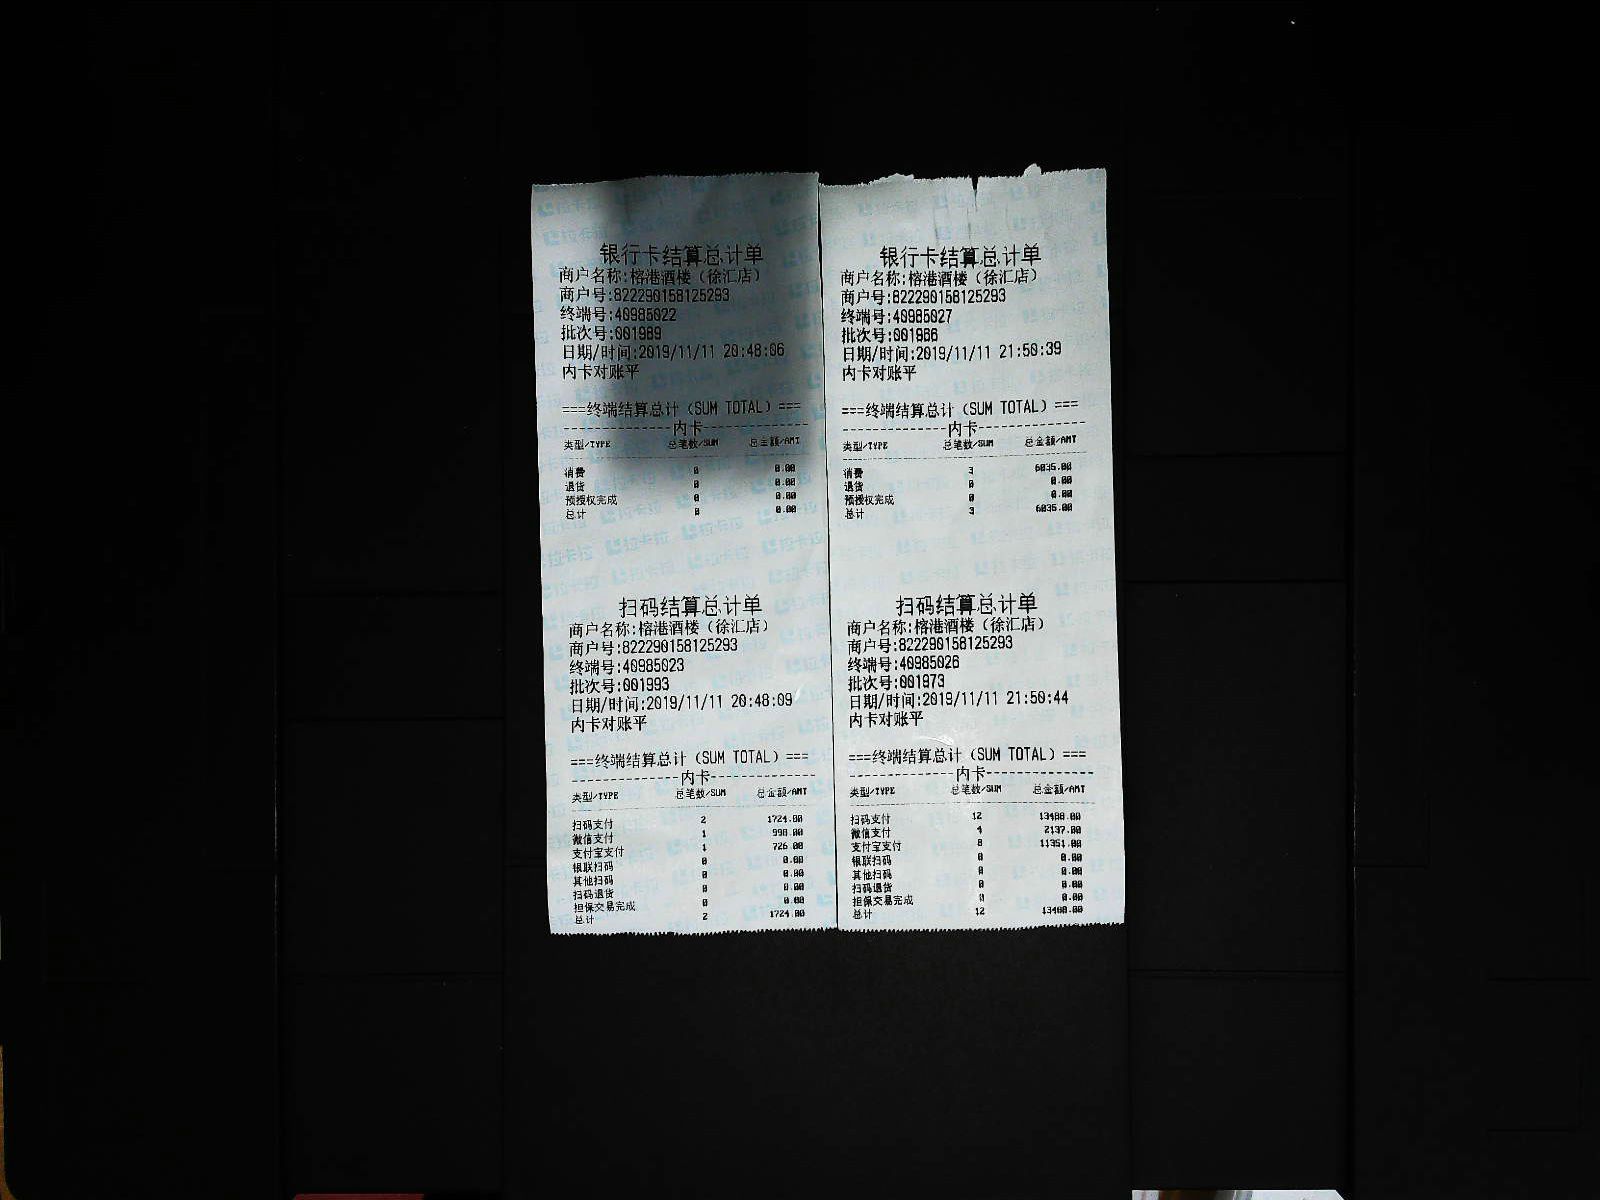 银行卡结算总计单
商户名称:榕港酒楼（徐汇店）
商户号:822290158125293
终端号:40985022
批次号:001989
日期/时间:2019/11/11 20:48:06
内卡对账平
===终端结算总计（SUM TOTAL）===
---------------内卡---------------
类型/TYPE 总笔数/SUM 总金额/AMT
消费 0 0.00
退货 0 0.00
预授权完成 0 0.00
总计 0 0.00
扫码结算总计单
商户名称:榕港酒楼（徐汇店）
商户号:822290158125293
终端号:40985023
批次号:001993
日期/时间:2019/11/11 20:48:09
内卡对账平
===终端结算总计（SUM TOTAL）===
---------------内卡---------------
类型/TYPE 总笔数/SUM 总金额/AMT
扫码支付 2 1724.00
微信支付 1 998.00
支付宝支付 1 726.00
银联扫码 0 0.00
其他扫码 0 0.00
扫码退货 0 0.00
担保交易完成 0 0.00
总计 2 1724.00
银行卡结算总计单
商户名称:榕港酒楼（徐汇店）
商户号:822290158125293
终端号:40985027
批次号:001986
日期/时间:2019/11/11 21:50:39
内卡对账平
===终端结算总计（SUM TOTAL）===
---------------内卡---------------
类型/TYPE 总笔数/SUM 总金额/AMT
消费 3 6035.00
退货 0 0.00
预授权完成 0 0.00
总计 3 6035.00
扫码结算总计单
商户名称:榕港酒楼（徐汇店）
商户号:822290158125293
终端号:40985026
批次号:001973
日期/时间:2019/11/11 21:50:44
内卡对账平
===终端结算总计（SUM TOTAL）===
---------------内卡---------------
类型/TYPE 总笔数/SUM 总金额/AMT
扫码支付 12 13488.00
微信支付 4 2137.00
支付宝支付 8 11351.00
银联扫码 0 0.00
其他扫码 0 0.00
扫码退货 0 0.00
担保交易完成 0 0.00
总计 12 13488.00